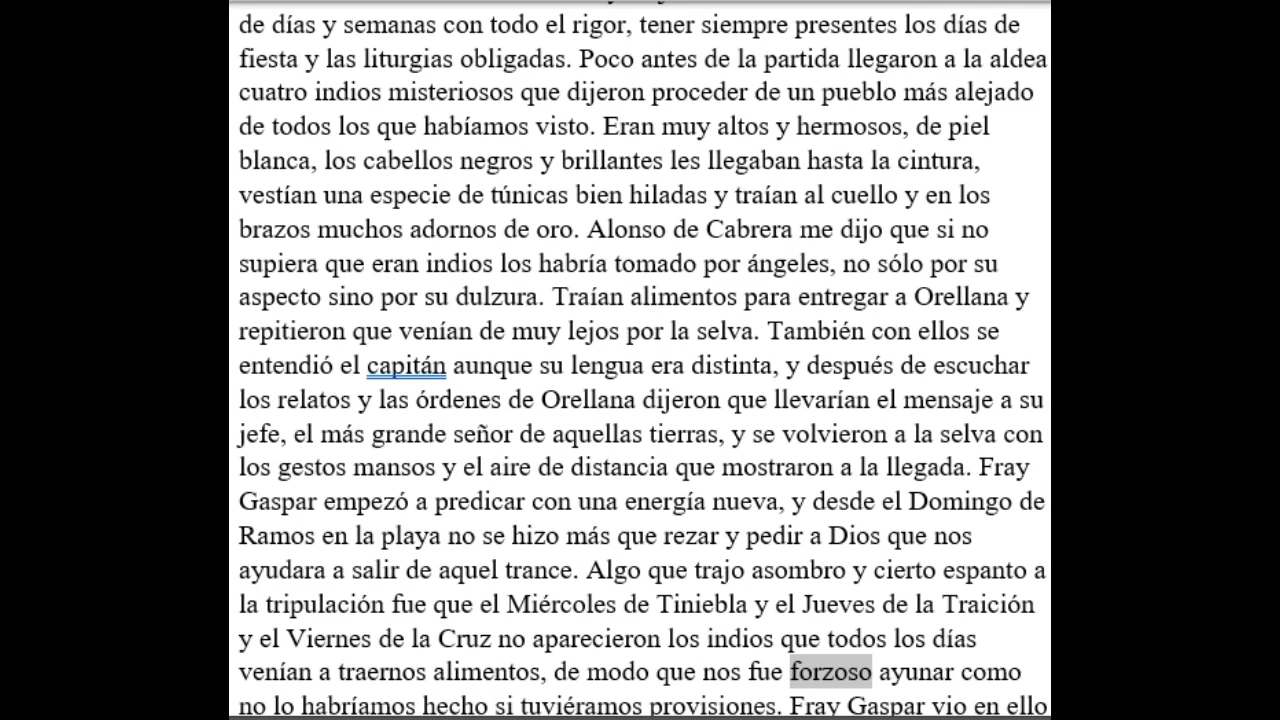 de días y semanas con todo el rigor, tener siempre presentes los días de
fiesta y las liturgias obligadas. Poco antes de la partida llegaron a la aldea
cuatro indios misteriosos que dijeron proceder de un pueblo más alejado
de todos los que habíamos visto. Eran muy altos y hermosos, de piel
blanca, los cabellos negros y brillantes les llegaban hasta la cintura,
vestían una especie de túnicas bien hiladas y traían al cuello y en los
brazos muchos adornos de oro. Alonso de Cabrera me dijo que si no
supiera que eran indios los habría tomado por ángeles, no sólo por su
aspecto sino por su dulzura. Traían alimentos para entregar a Orellana y
repitieron que venían de muy lejos por la selva. También con ellos se
entendió el capitán aunque su lengua era distinta, y después de escuchar
los relatos y las órdenes de Orellana dijeron que llevarían el mensaje a su
jefe, el más grande señor de aquellas tierras, y se volvieron a la selva con
los gestos mansos y el aire de distancia que mostraron a la llegada. Fray
Gaspar empezó a predicar con una energía nueva, y desde el Domingo de
Ramos en la playa no se hizo más que rezar y pedir a Dios que nos
ayudara a salir de aquel trance. Algo que trajo asombro y cierto espanto a
la tripulación fue que el Miércoles de Tiniebla y el Jueves de la Traición
y el Viernes de la Cruz no aparecieron los indios que todos los días
venían a traernos alimentos, de modo que nos fue forzoso ayunar como
no lo habríamos hecho si tuviéramos provisiones. Fray Gaspar vio en ello